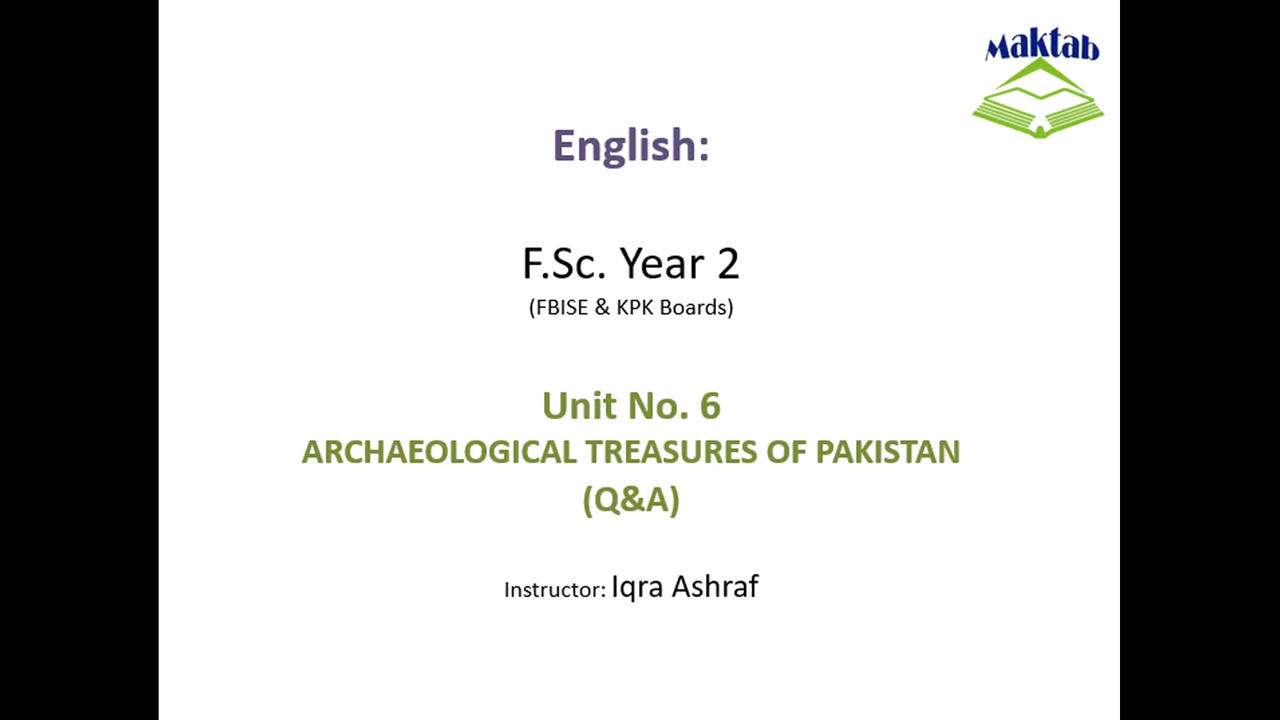 Maktab
English:
F.Sc. Year 2
(FBISE & KPK Boards)
Unit No. 6
ARCHAEOLOGICAL TREASURES OF PAKISTAN
(Q&A)
Instructor: Iqra Ashraf